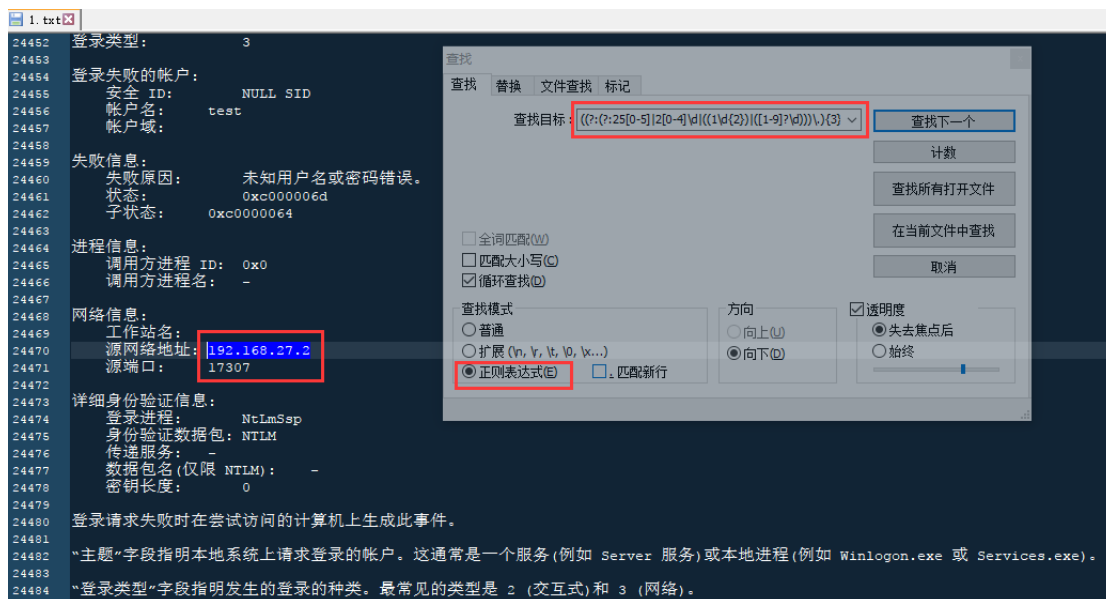 1. txt
24452 登录类型: 3
24453
24454 登录失败的帐户:
24455 安全 ID: NULL SID
24456 帐户名: test
24457 帐户域:
24458
24459 失败信息:
24460 失败原因: 未知用户名或密码错误。
24461 状态: 0xc000006d
24462 子状态: 0xc0000064
24463
24464 进程信息:
24465 调用方进程 ID: 0x0
24466 调用方进程名: -
24467
24468 网络信息:
24469 工作站名:
24470 源网络地址: 192.168.27.2
24471 源端口: 17307
24472
24473 详细身份验证信息:
24474 登录进程: NtLmSsp
24475 身份验证数据包: NTLM
24476 传递服务: -
24477 数据包名(仅限 NTLM): -
24478 密钥长度: 0
24479
24480 登录请求失败时在尝试访问的计算机上生成此事件。
24481
24482 “主题”字段指明本地系统上请求登录的帐户。这通常是一个服务(例如 Server 服务)或本地进程(例如 Winlogon.exe 或 Services.exe)。
24483
24484 “登录类型”字段指明发生的登录的种类。最常见的类型是 2 (交互式)和 3 (网络)。
查找
查找 替换 文件查找 标记
查找目标: ((?:(?:25[0-5]|2[0-4]\d|((1\d{2})|([1-9]?\d)))\.){3}
查找下一个
计数
查找所有打开文件
在当前文件中查找
取消
全词匹配(W)
匹配大小写(C)
循环查找(D)
查找模式
普通
扩展 (\n, \r, \t, \0, \x...)
正则表达式(E) . 匹配新行
方向
向上(U)
向下(D)
透明度
失去焦点后
始终